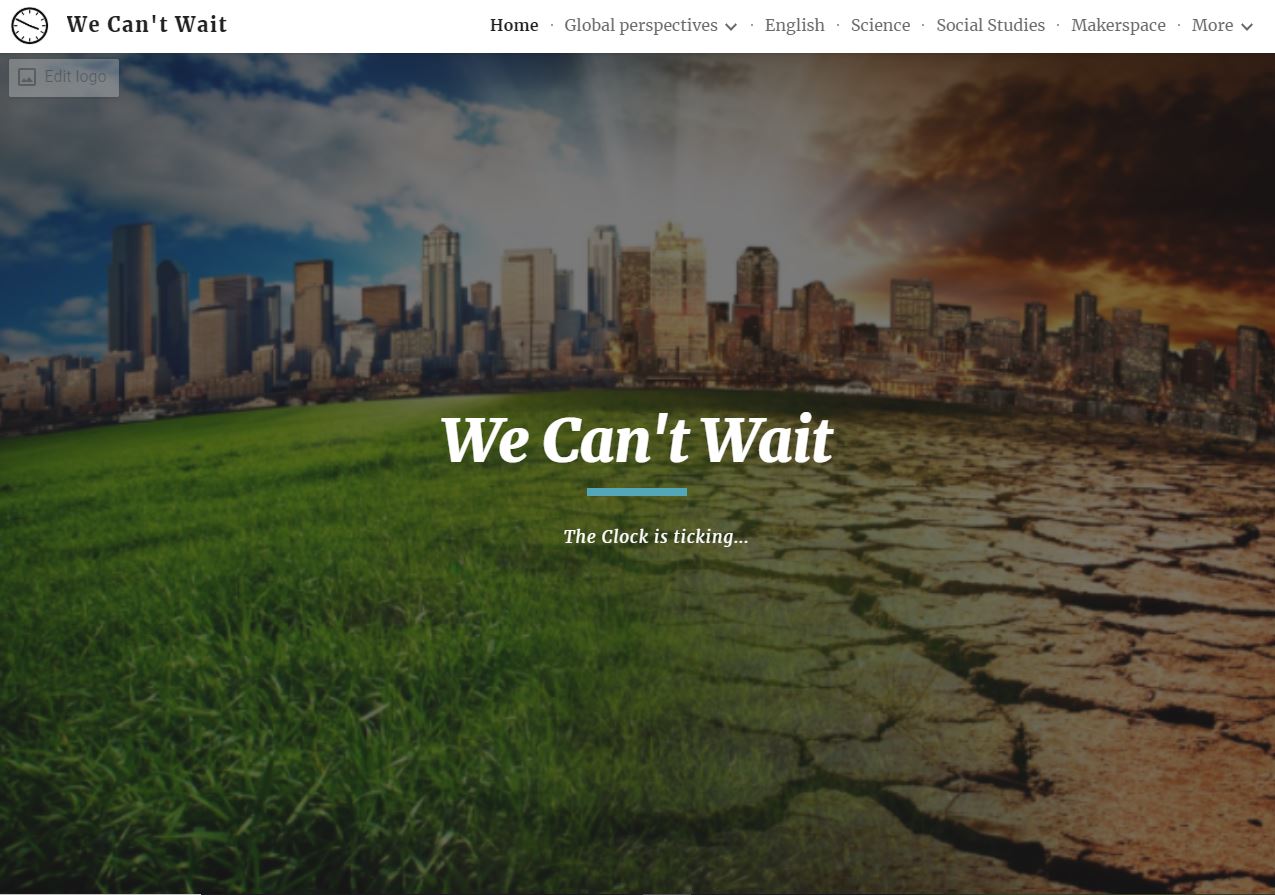 We Can't Wait
Home · Global perspectives · English · Science · Social Studies · Makerspace · More
Edit logo
We Can't Wait
The Clock is ticking...